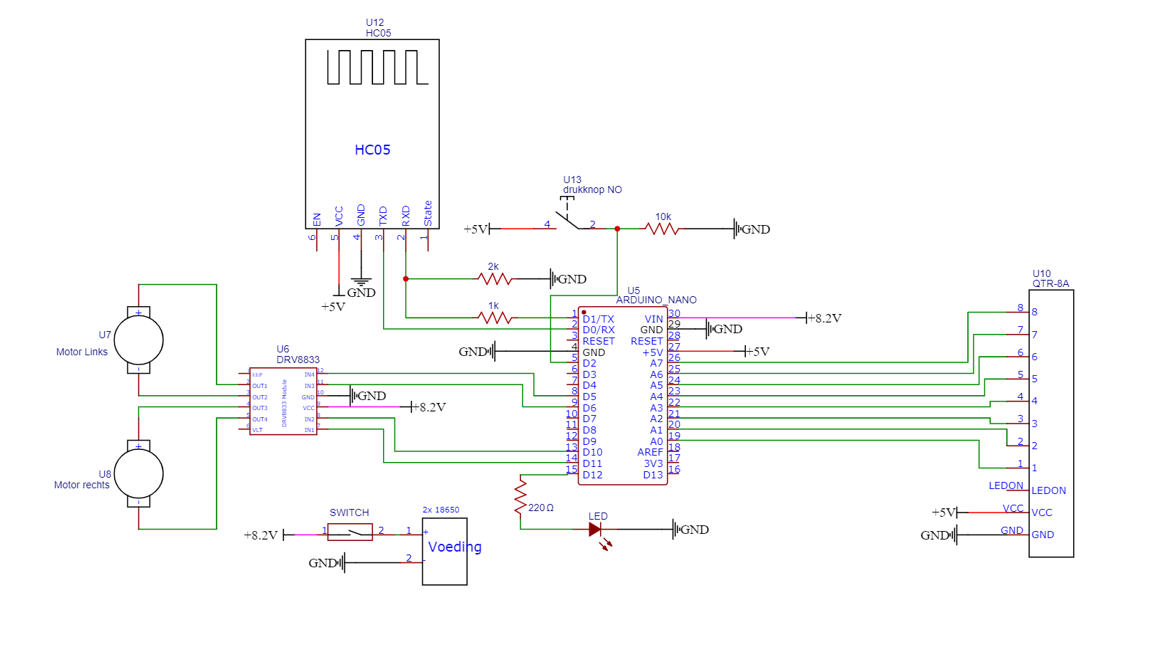 U12
HC05
HC05
EN
VCC
GND
TXD
RXD
State
6
5
4
3
2
1
+5V
GND
U13
drukknop NO
+5V
4
2
10k
GND
2k
GND
1k
U5
ARDUINO_NANO
1 D1/TX
2 D0/RX
3 RESET
4 GND
5 D2
6 D3
7 D4
8 D5
9 D6
10 D7
11 D8
12 D9
13 D10
14 D11
15 D12
VIN 30
GND 29
RESET 28
+5V 27
A7 26
A6 25
A5 24
A4 23
A3 22
A2 21
A1 20
A0 19
AREF 18
3V3 17
D13 16
GND
+8.2V
GND
+5V
U10
QTR-8A
8 8
7 7
6 6
5 5
4 4
3 3
2 2
1 1
LEDON LEDON
+5V VCC VCC
GND GND GND
U7
Motor Links
+
-
U8
Motor rechts
+
-
U6
DRV8833
DRV8833 Module
OUT1
OUT2
OUT3
OUT4
VLT
IN4
IN3
GND
VCC
IN2
IN1
GND
+8.2V
220Ω
LED
GND
SWITCH
+8.2V
1
2
2x 18650
1
+
Voeding
GND
2
-